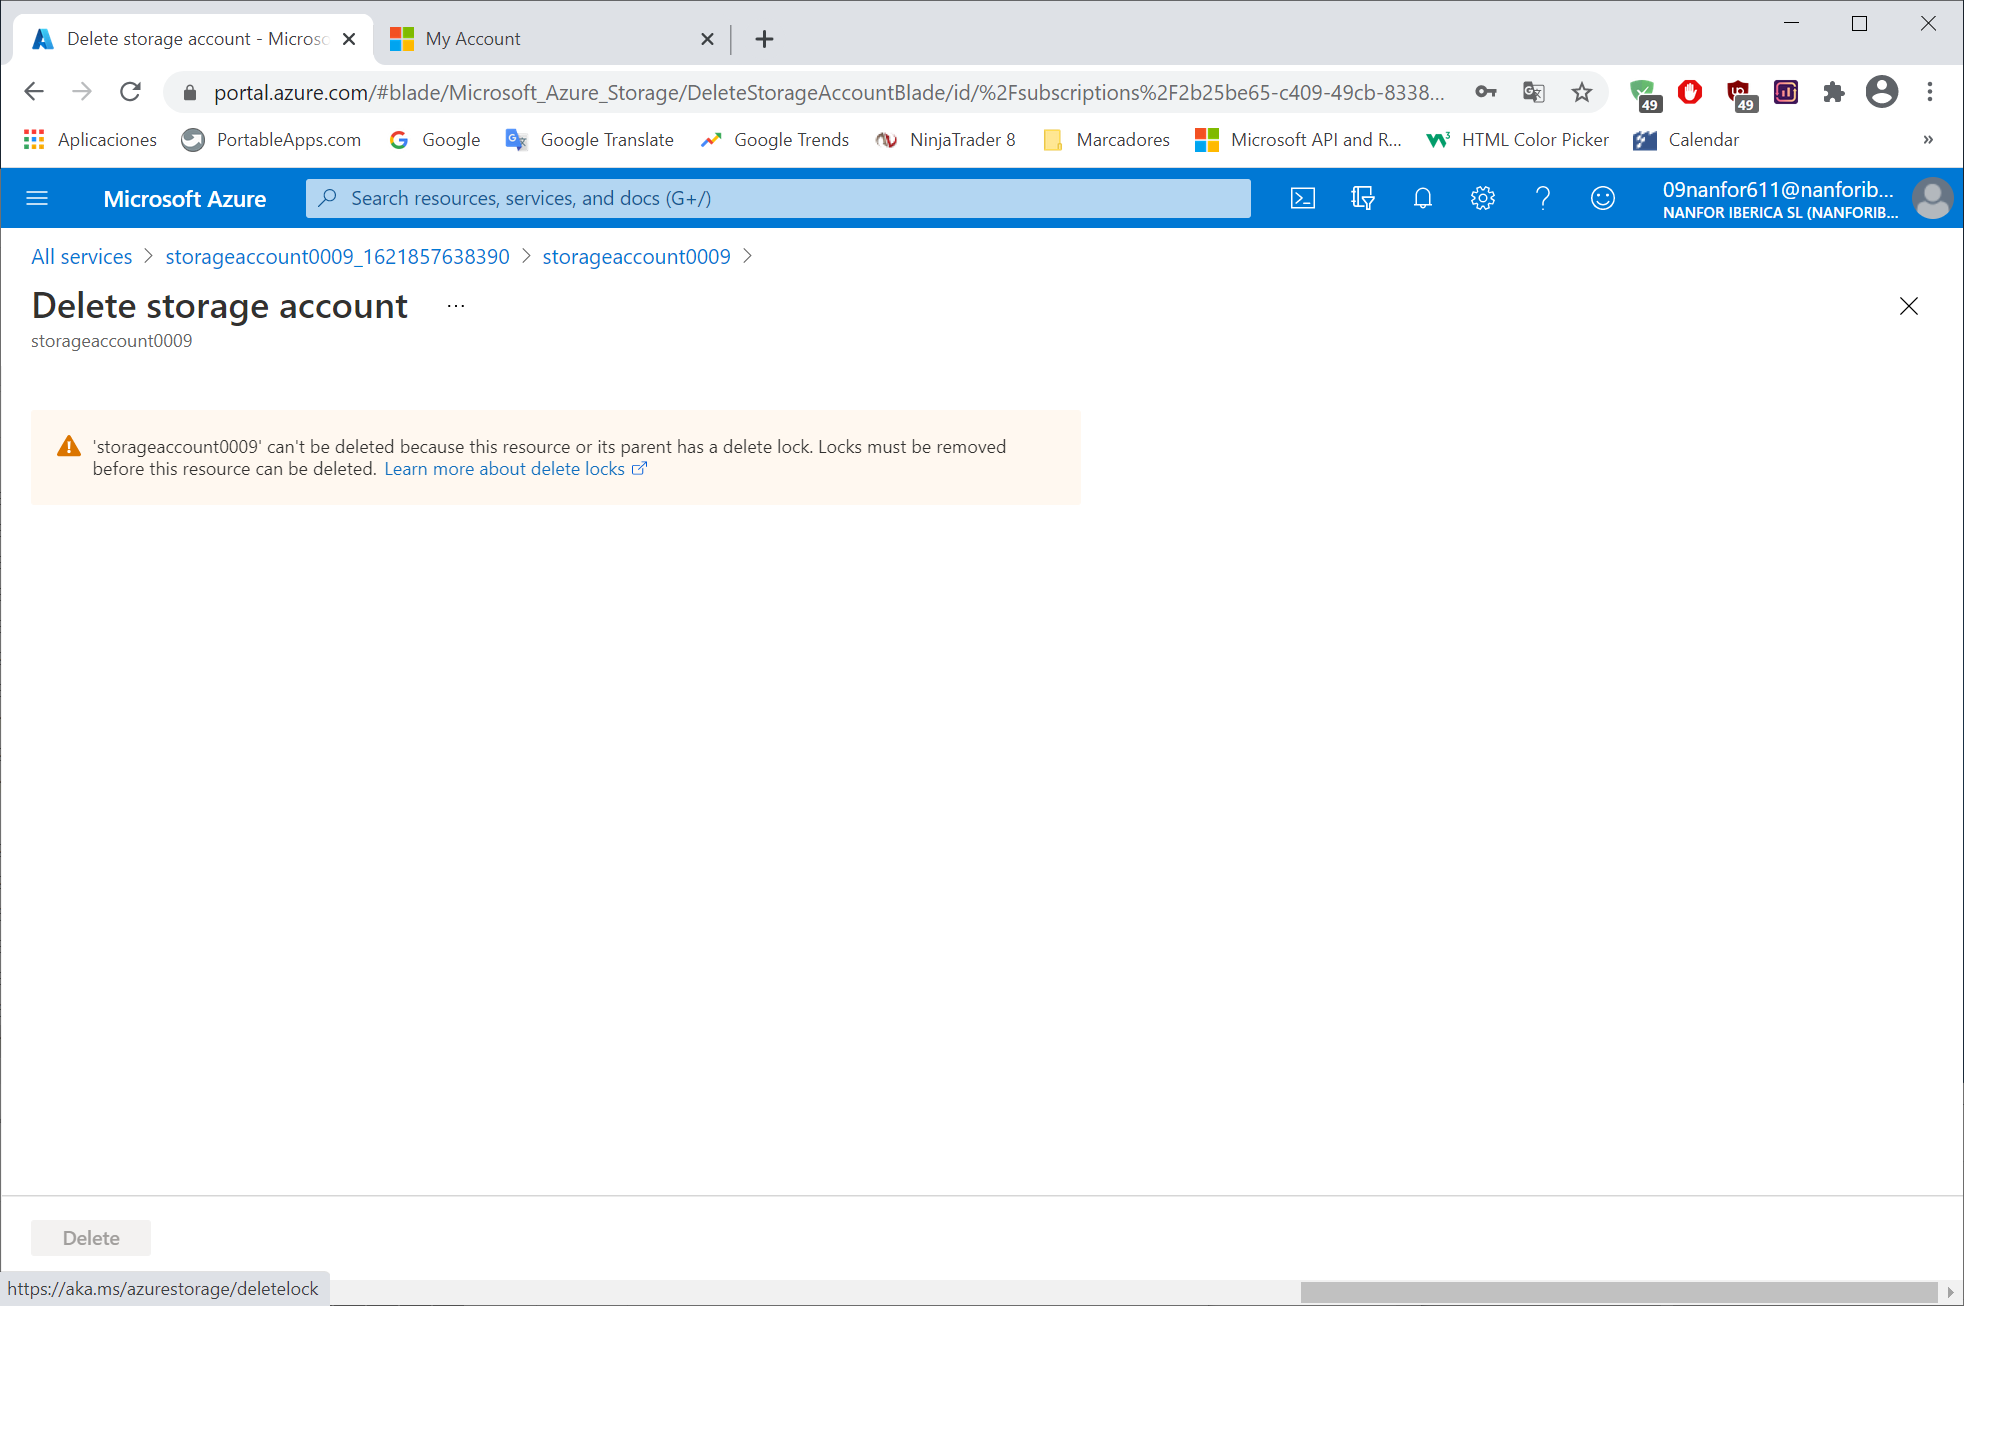 Delete storage account - Microsc
My Account
portal.azure.com/#blade/Microsoft_Azure_Storage/DeleteStorageAccountBlade/id/%2Fsubscriptions%2F2b25be65-c409-49cb-8338...
49
49
Aplicaciones
PortableApps.com
Google
Google Translate
Google Trends
NinjaTrader 8
Marcadores
Microsoft API and R...
HTML Color Picker
Calendar
»
Microsoft Azure
Search resources, services, and docs (G+/)
09nanfor611@nanforib...
NANFOR IBERICA SL (NANFORIB...
All services > storageaccount0009_1621857638390 > storageaccount0009 >
Delete storage account ...
storageaccount0009
'storageaccount0009' can't be deleted because this resource or its parent has a delete lock. Locks must be removed
before this resource can be deleted. Learn more about delete locks
Delete
https://aka.ms/azurestorage/deletelock